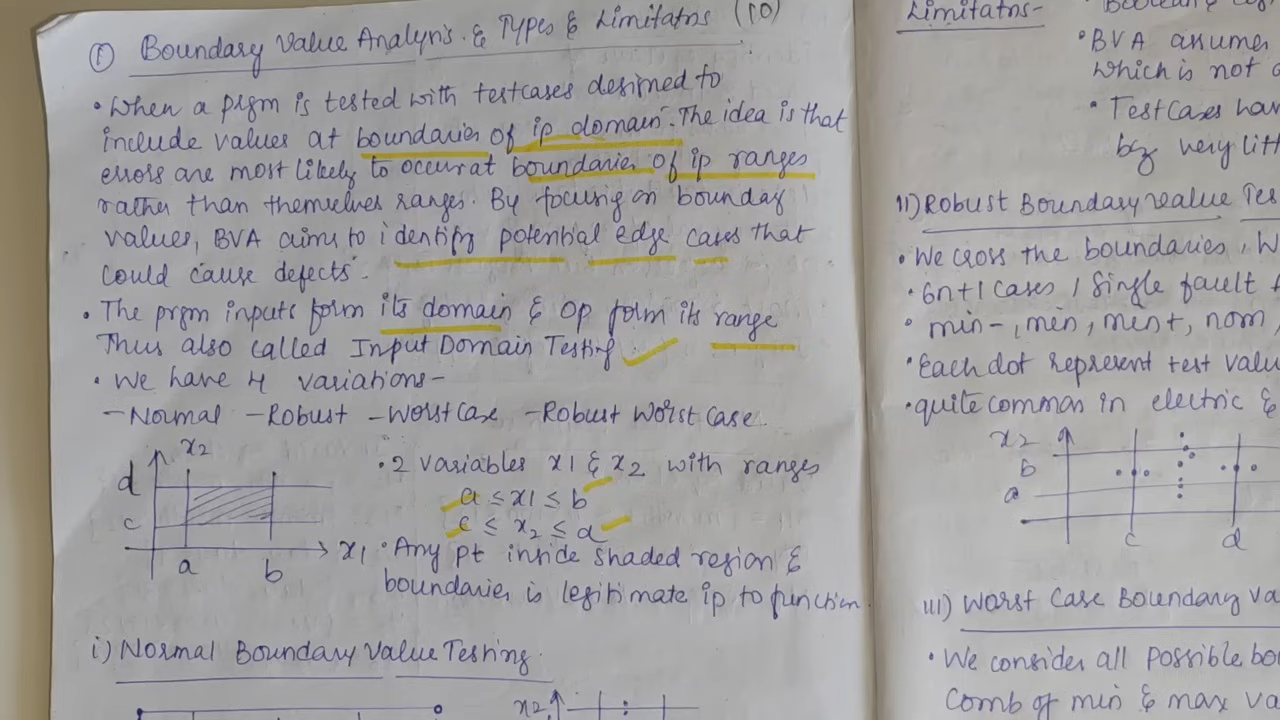 ① Boundary Value Analysis & Types & Limitatns (10)
• When a prgm is tested with testcases designed to
include values at boundaries of ip domain. The idea is that
errors are most likely to occur at boundaries of ip ranges
rather than themselves ranges. By focusing on boundary
values, BVA aims to identify potential edge cases that
could cause defects.
• The prgm inputs form its domain & op form its range
Thus also called Input Domain Testing
• We have 4 variations-
- Normal - Robust - Worst case - Robust Worst Case.
x2
d
c
x1
a b
• 2 variables x1 & x2 with ranges
a ≤ x1 ≤ b
c ≤ x2 ≤ d
• Any pt inside shaded region &
boundaries is legitimate ip to function.
i) Normal Boundary Value Testing.
x2
Limitatns-
• BVA assumes
which is not
• Testcases
by very
II) Robust Boundary Value
• We cross the boundaries,
• 6n+1 cases / Single fault
• min-, min, min+, nom,
• Each dot represent test
• quite common in electric &
x2
b
a
c d
III) Worst Case Boundary
• We consider all possible
Comb of min & max